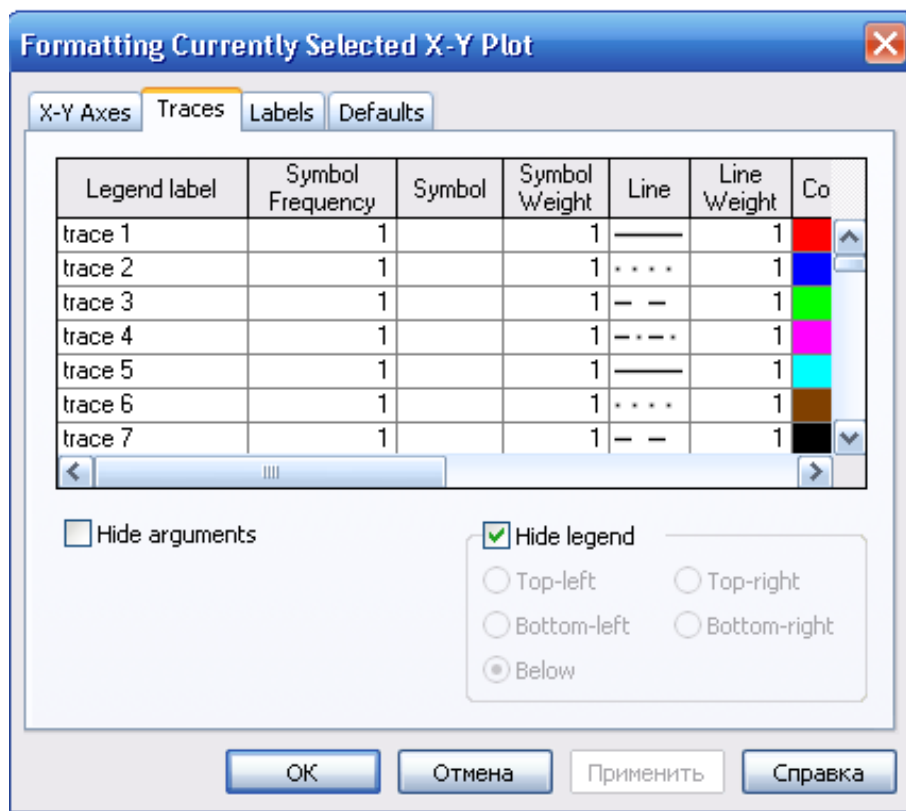 Formatting Currently Selected X-Y Plot
X-Y Axes Traces Labels Defaults
Legend label Symbol Frequency Symbol Symbol Weight Line Line Weight Co
trace 1 1 1 1
trace 2 1 1 1
trace 3 1 1 1
trace 4 1 1 1
trace 5 1 1 1
trace 6 1 1 1
trace 7 1 1 1
Hide arguments
Hide legend
Top-left Top-right
Bottom-left Bottom-right
Below
OK Отмена Применить Справка